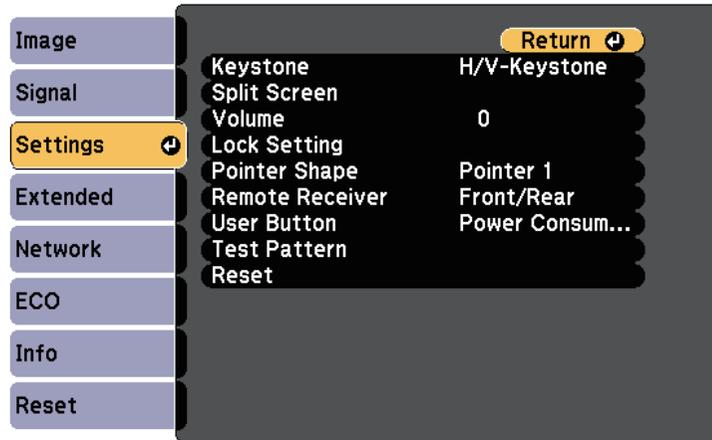 Image
Signal
Settings
Extended
Network
ECO
Info
Reset
Return
Keystone H/V-Keystone
Split Screen
Volume 0
Lock Setting
Pointer Shape Pointer 1
Remote Receiver Front/Rear
User Button Power Consum...
Test Pattern
Reset